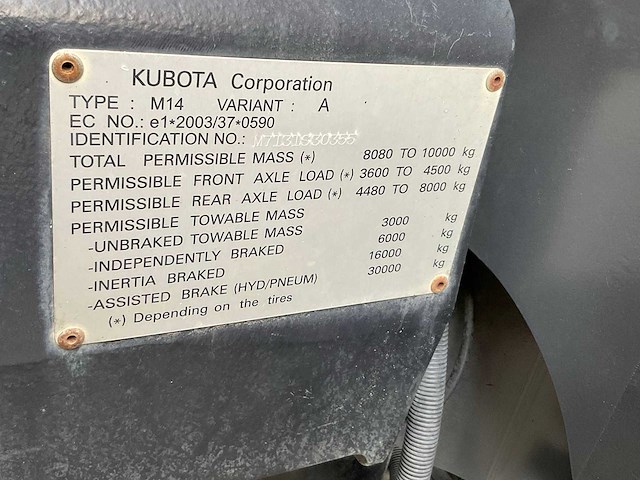 KUBOTA Corporation
TYPE : M14 VARIANT : A
EC NO.: e1*2003/37*0590
IDENTIFICATION NO.:
TOTAL PERMISSIBLE MASS (*) 8080 TO 10000 kg
PERMISSIBLE FRONT AXLE LOAD (*) 3600 TO 4500 kg
PERMISSIBLE REAR AXLE LOAD (*) 4480 TO 8000 kg
PERMISSIBLE TOWABLE MASS
-UNBRAKED TOWABLE MASS 3000 kg
-INDEPENDENTLY BRAKED 6000 kg
-INERTIA BRAKED 16000 kg
-ASSISTED BRAKE (HYD/PNEUM) 30000 kg
(*) Depending on the tires